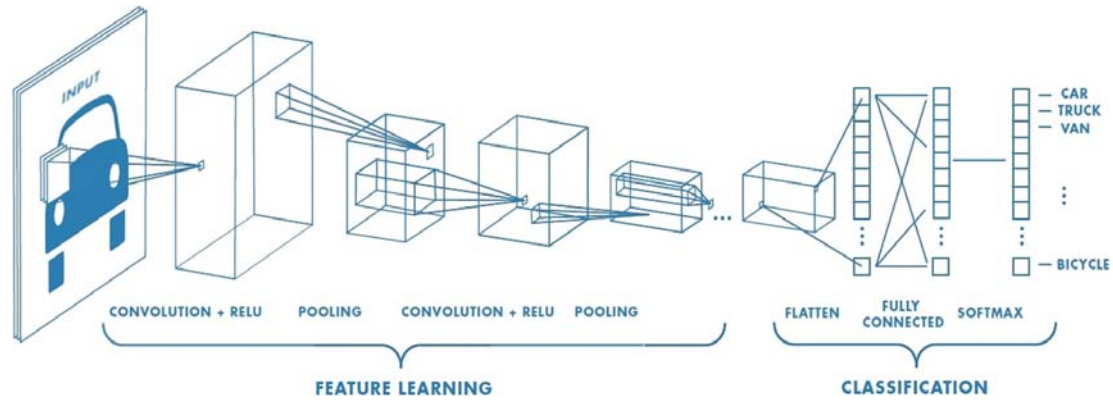 INPUT
CAR
TRUCK
VAN
BICYCLE
CONVOLUTION + RELU
POOLING
CONVOLUTION + RELU
POOLING
FLATTEN
FULLY
CONNECTED
SOFTMAX
FEATURE LEARNING
CLASSIFICATION